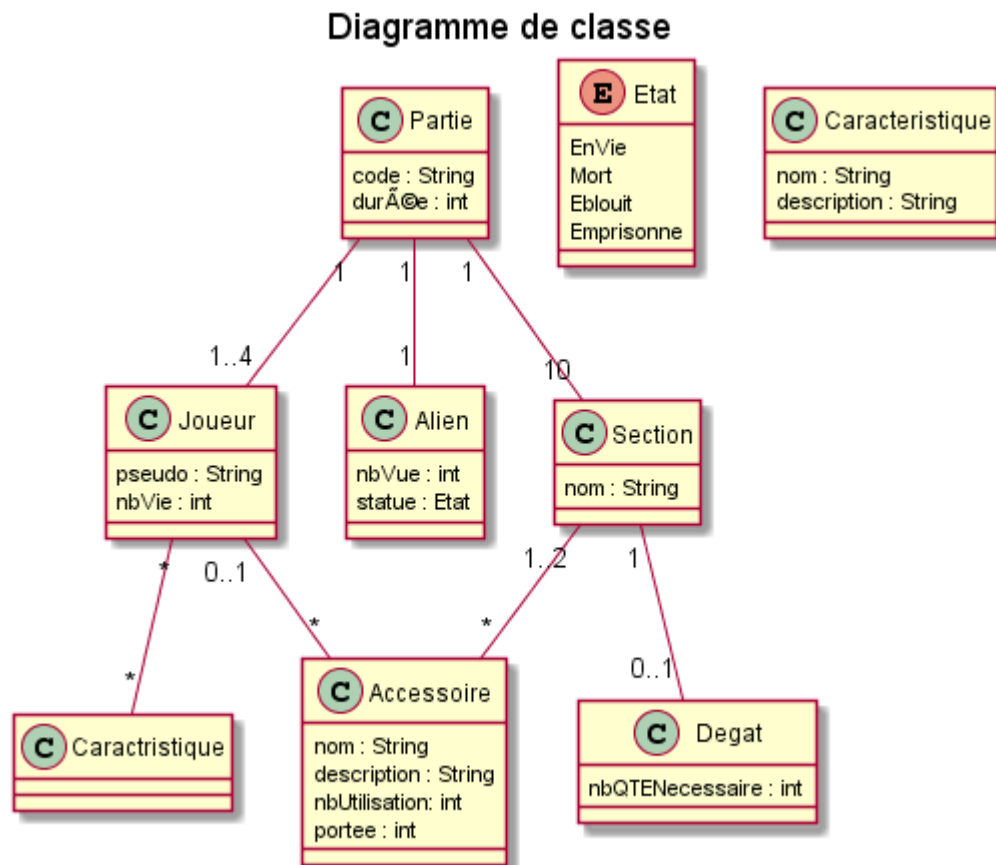 Diagramme de classe
C Partie
code : String
durÃ©e : int
E Etat
EnVie
Mort
Eblouit
Emprisonne
C Caracteristique
nom : String
description : String
1
1
1
1..4
1
10
C Joueur
pseudo : String
nbVie : int
C Alien
nbVue : int
statue : Etat
C Section
nom : String
*
0..1
1..2
1
*
*
*
0..1
C Caractristique
C Accessoire
nom : String
description : String
nbUtilisation: int
portee : int
C Degat
nbQTENecessaire : int